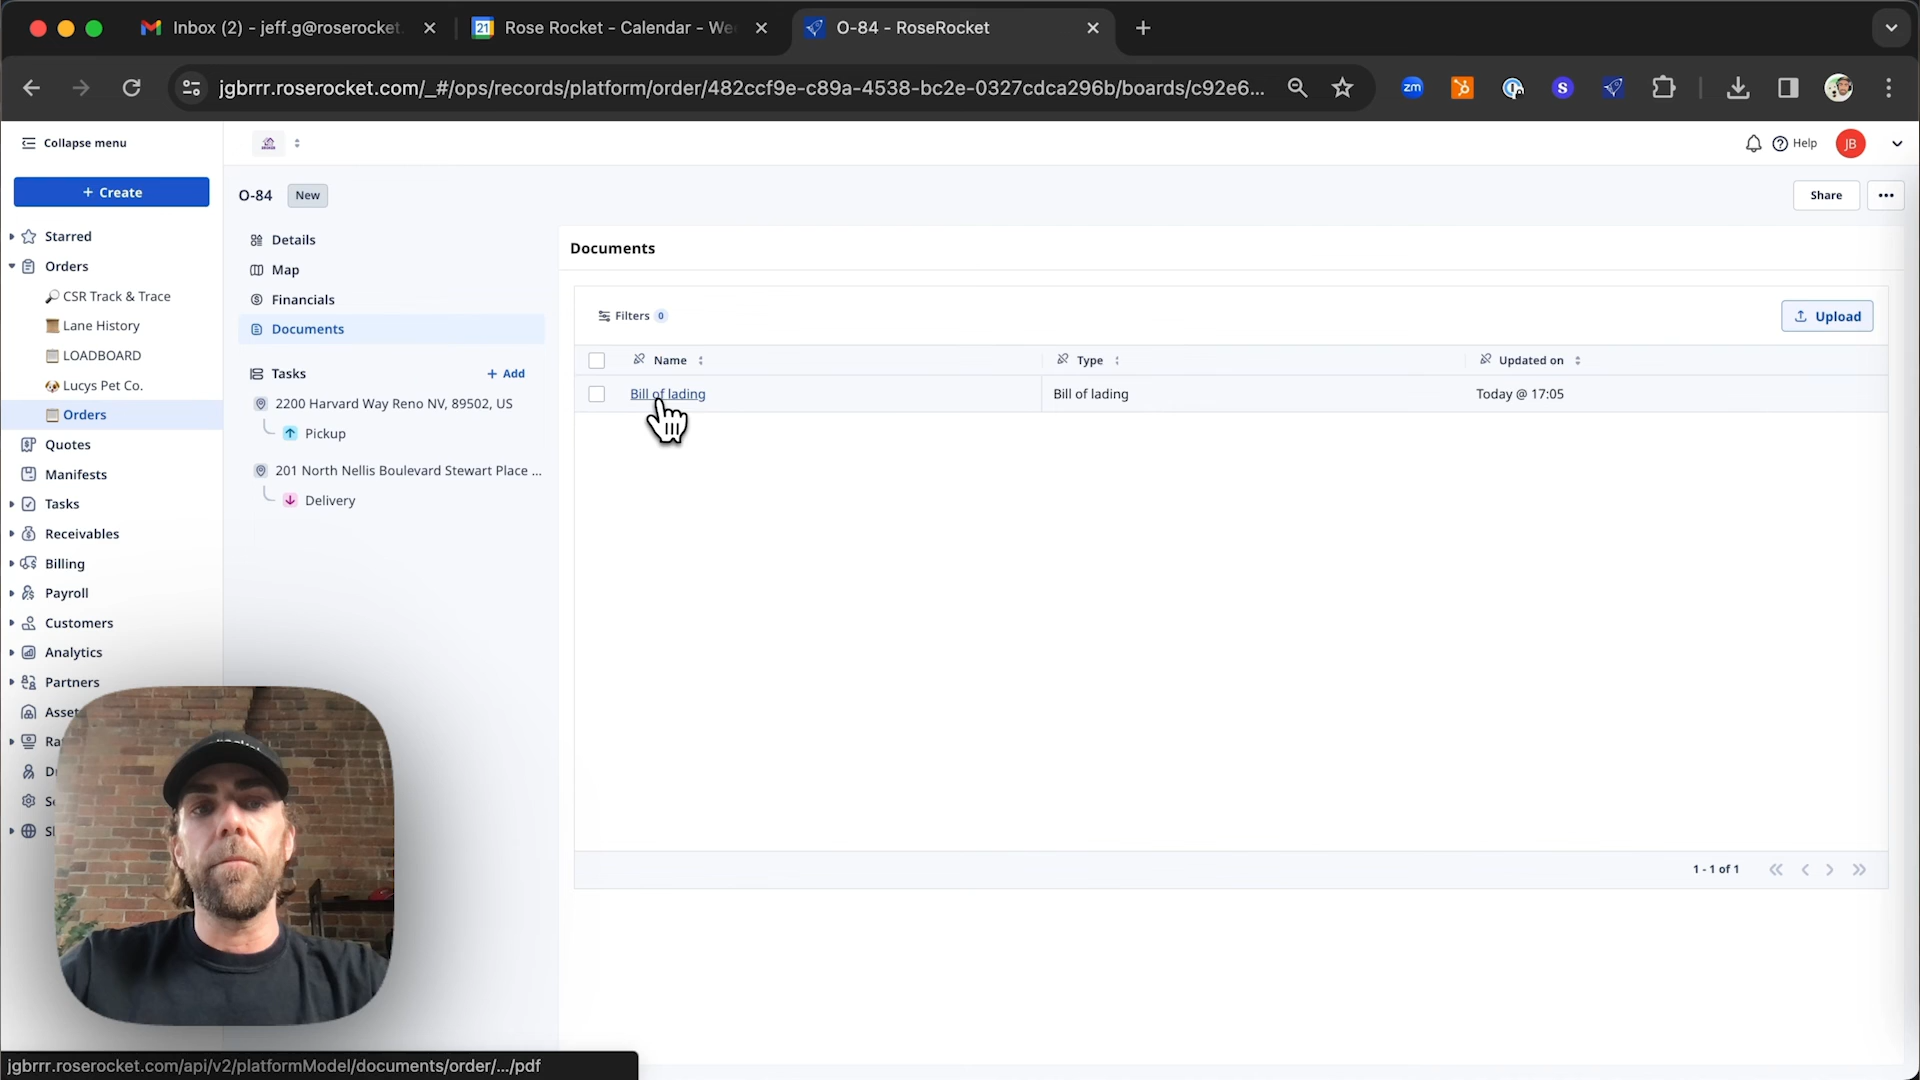 Inbox (2) - jeff.g@roserocket.
Rose Rocket - Calendar - We
O-84 - RoseRocket
jgbrrr.roserocket.com/_#/ops/records/platform/order/482ccf9e-c89a-4538-bc2e-0327cdca296b/boards/c92e6...
zm
Collapse menu
Help
JB
+ Create
O-84
New
Share
Starred
Orders
CSR Track & Trace
Lane History
LOADBOARD
Lucys Pet Co.
Orders
Quotes
Manifests
Tasks
Receivables
Billing
Payroll
Customers
Analytics
Partners
Asset
Ra
D
S
S
Details
Map
Financials
Documents
Tasks
+ Add
2200 Harvard Way Reno NV, 89502, US
Pickup
201 North Nellis Boulevard Stewart Place ...
Delivery
Documents
Filters 0
Upload
Name
Type
Updated on
Bill of lading
Bill of lading
Today @ 17:05
1 - 1 of 1
jgbrrr.roserocket.com/api/v2/platformModel/documents/order/.../pdf